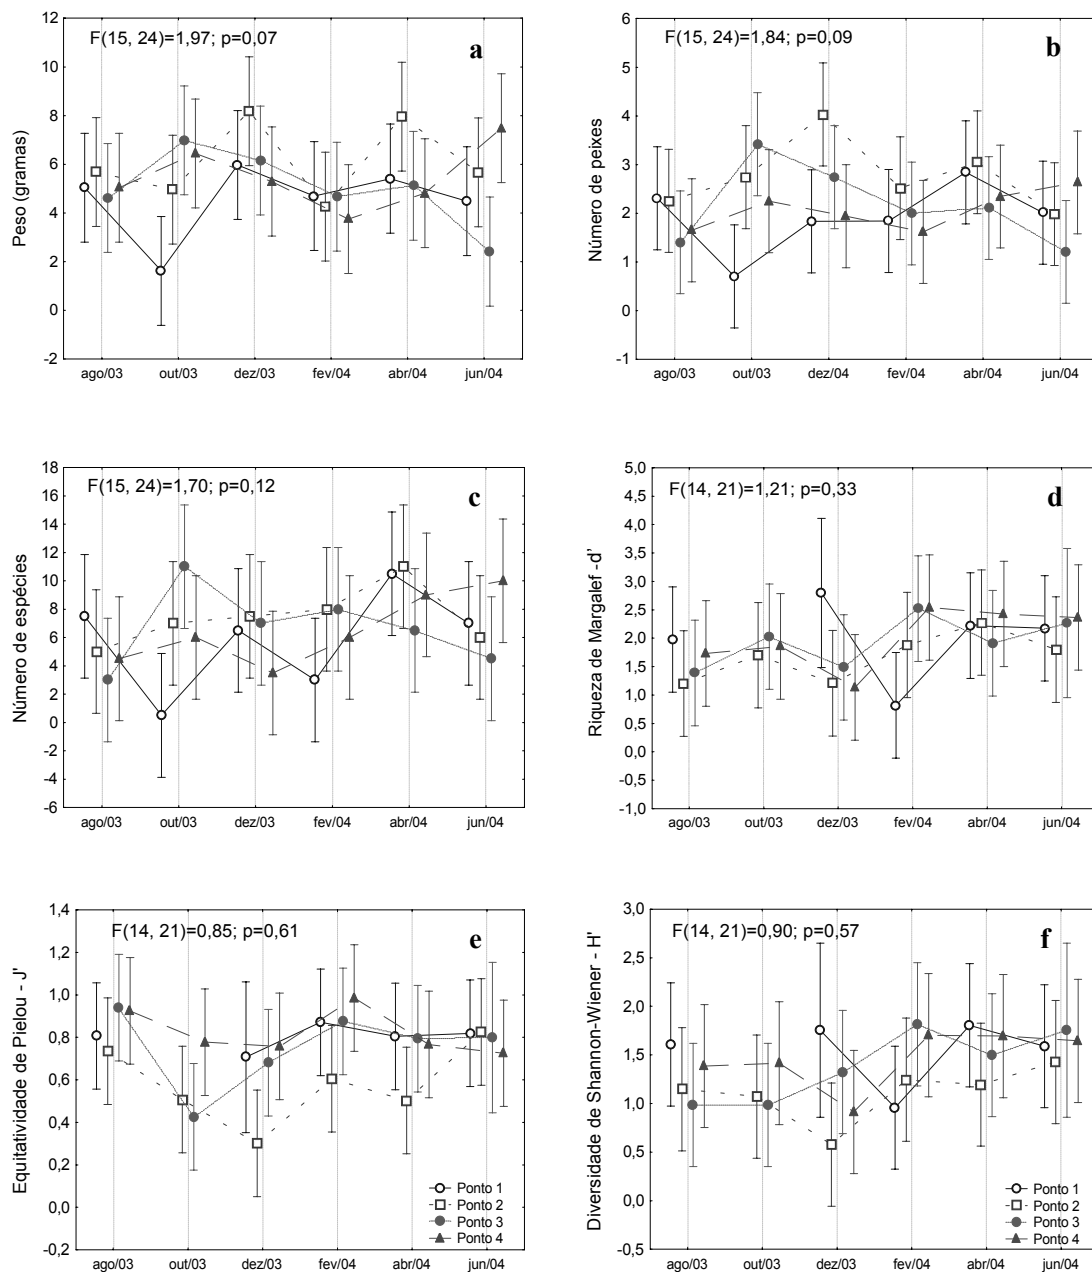 F(15, 24)=1,97; p=0,07
a
Peso (gramas)
12
10
8
6
4
2
0
-2
ago/03 out/03 dez/03 fev/04 abr/04 jun/04
F(15, 24)=1,84; p=0,09
b
Número de peixes
6
5
4
3
2
1
0
-1
ago/03 out/03 dez/04 fev/04 abr/04 jun/04
F(15, 24)=1,70; p=0,12
c
Número de espécies
18
16
14
12
10
8
6
4
2
0
-2
-4
-6
ago/03 out/03 dez/03 fev/04 abr/04 jun/04
F(14, 21)=1,21; p=0,33
d
Riqueza de Margalef -d'
5,0
4,5
4,0
3,5
3,0
2,5
2,0
1,5
1,0
0,5
0,0
-0,5
-1,0
ago/03 out/03 dez/03 fev/04 abr/04 jun/04
F(14, 21)=0,85; p=0,61
e
Equitatividade de Pielou - J'
1,4
1,2
1,0
0,8
0,6
0,4
0,2
0,0
-0,2
ago/03 out/03 dez/03 fev/04 abr/04 jun/04
Ponto 1
Ponto 2
Ponto 3
Ponto 4
F(14, 21)=0,90; p=0,57
f
Diversidade de Shannon-Wiener - H'
3,0
2,5
2,0
1,5
1,0
0,5
0,0
-0,5
ago/03 out/03 dez/03 fev/04 abr/04 jun/04
Ponto 1
Ponto 2
Ponto 3
Ponto 4